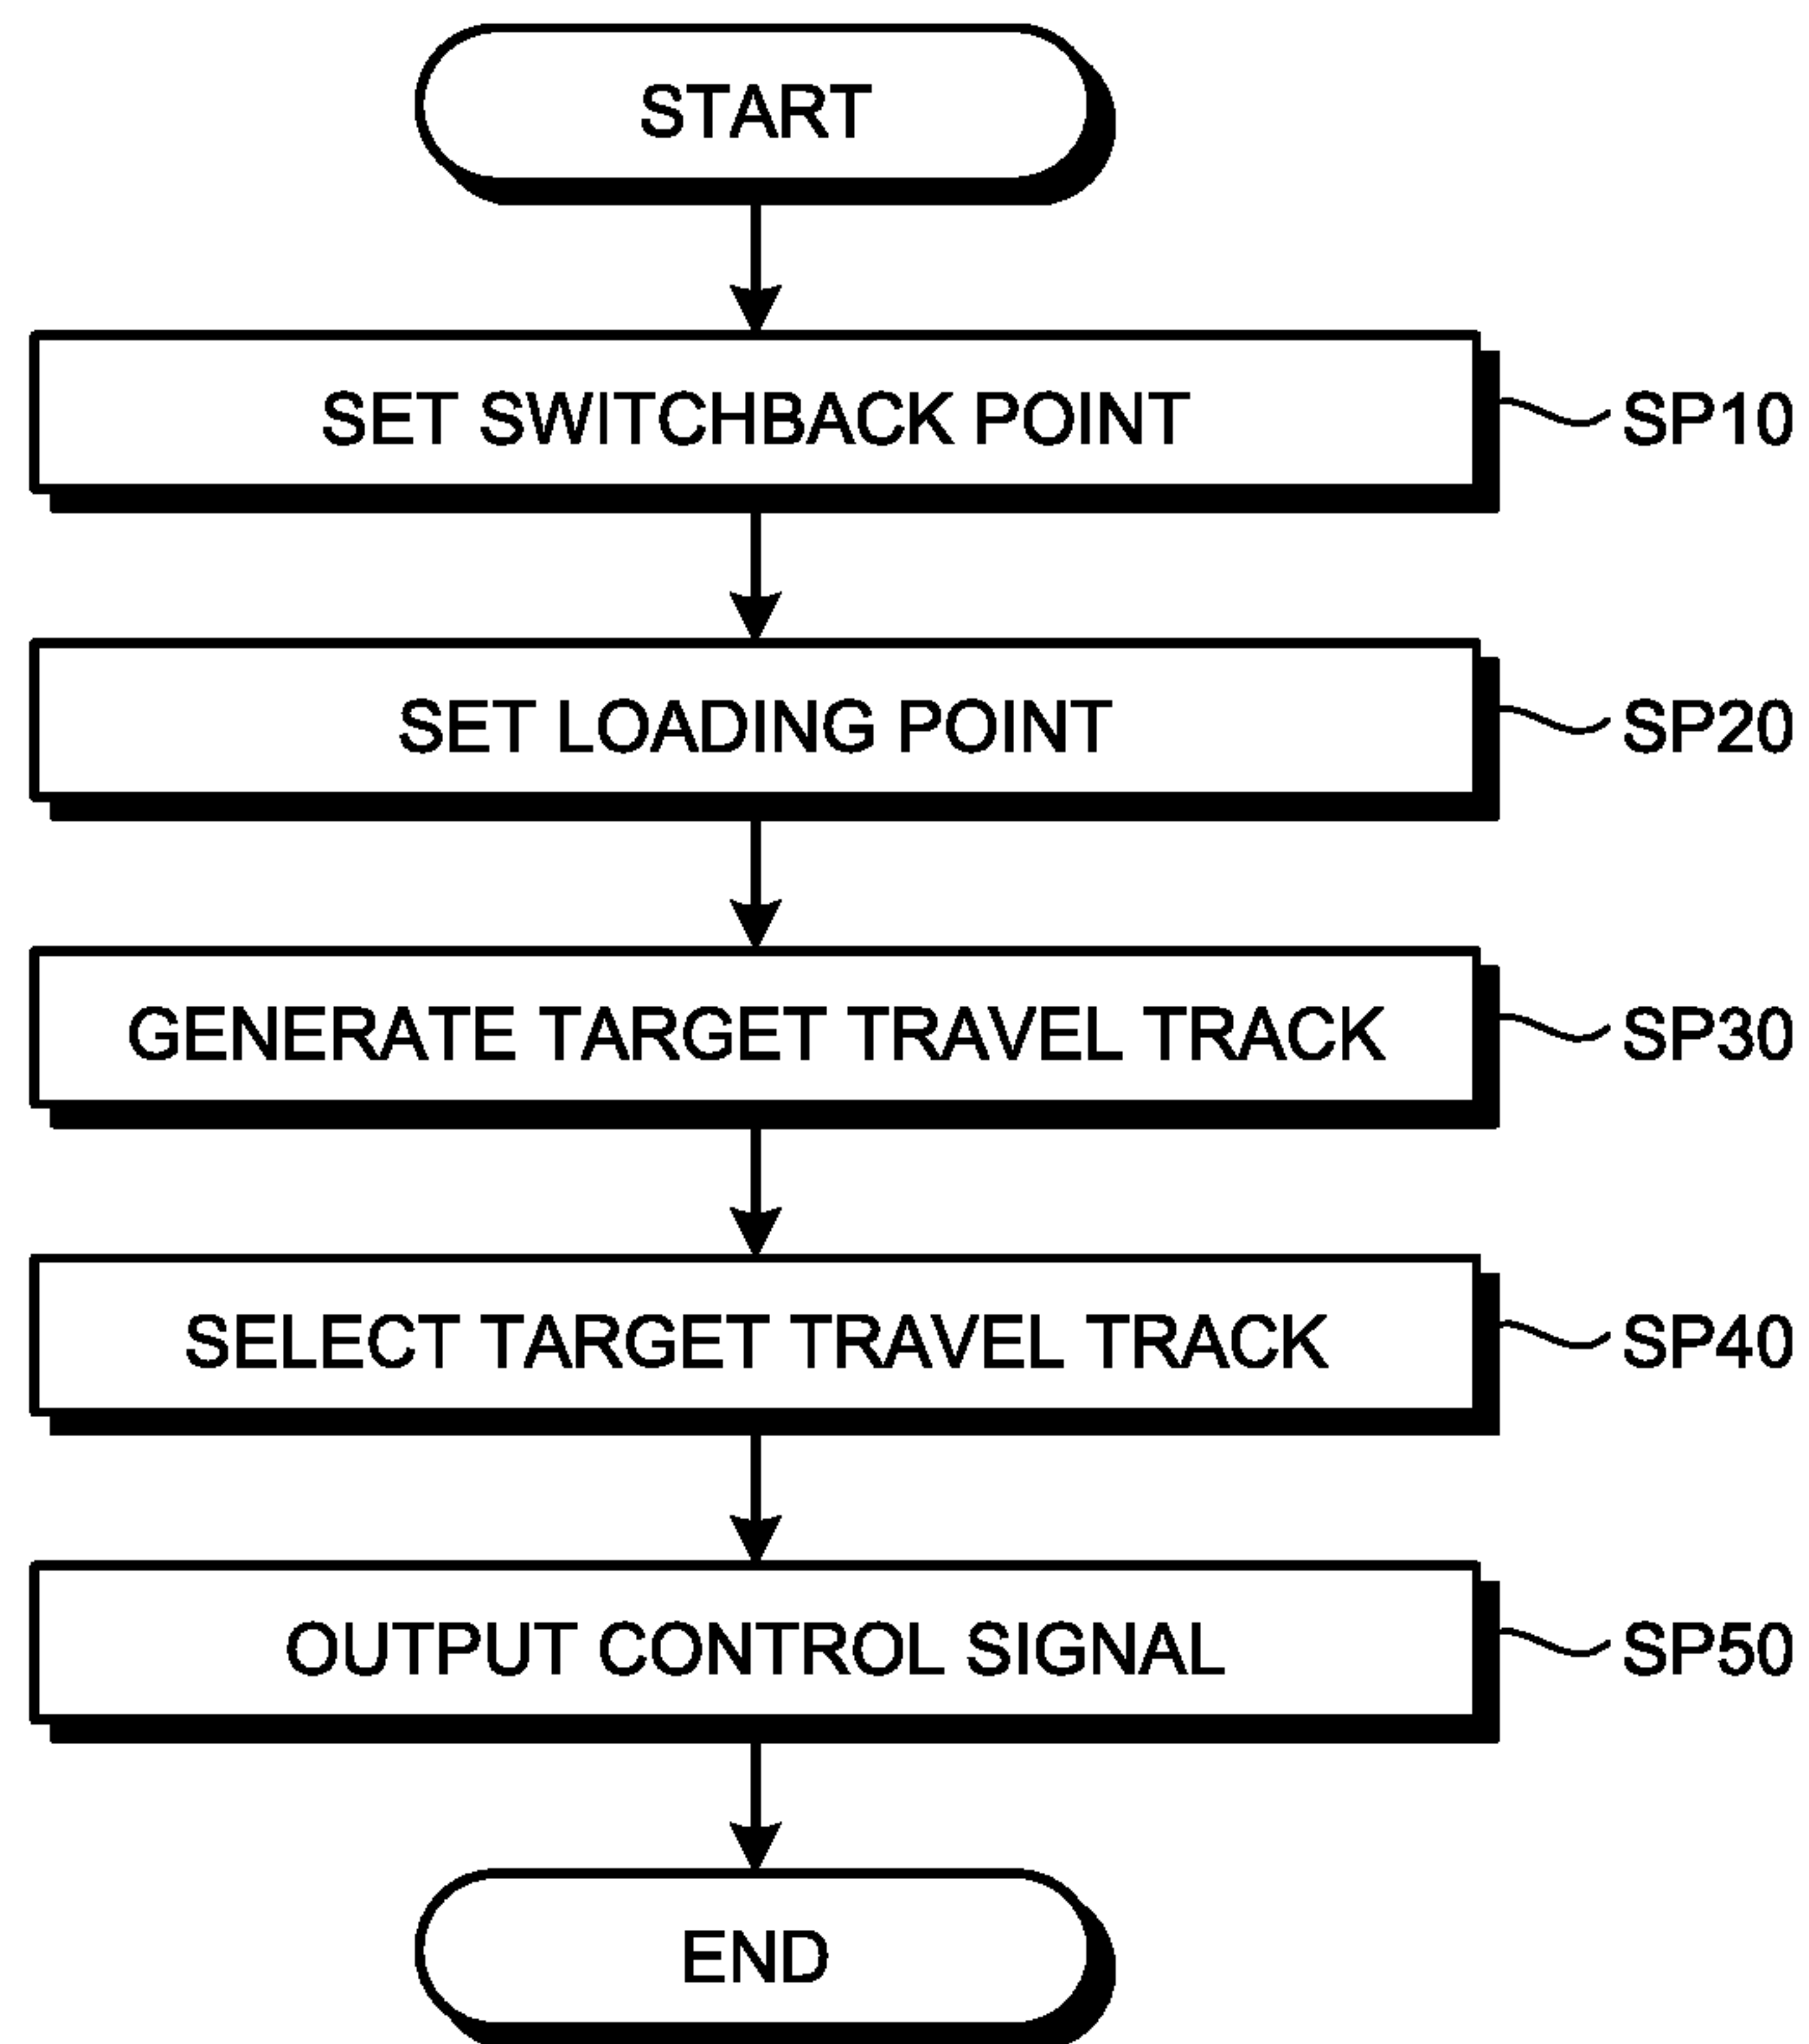 START
SET SWITCHBACK POINT
SP10
SET LOADING POINT
SP20
GENERATE TARGET TRAVEL TRACK
SP30
SELECT TARGET TRAVEL TRACK
SP40
OUTPUT CONTROL SIGNAL
SP50
END